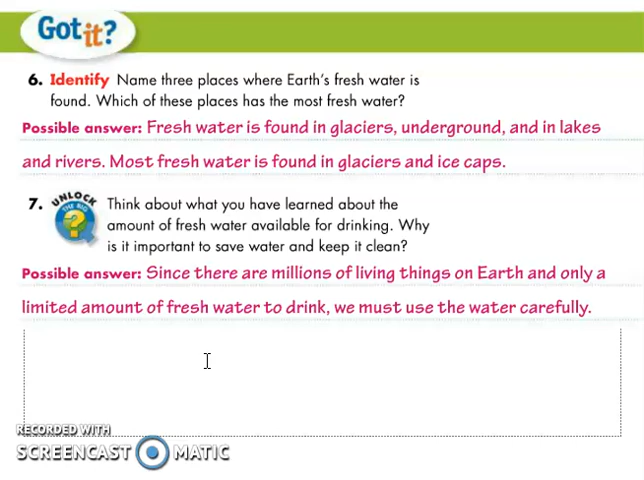 Got it?
6. Identify Name three places where Earth's fresh water is
found. Which of these places has the most fresh water?
Possible answer: Fresh water is found in glaciers, underground, and in lakes
and rivers. Most fresh water is found in glaciers and ice caps.
7. UNLOCK THE BIG ? Think about what you have learned about the
amount of fresh water available for drinking. Why
is it important to save water and keep it clean?
Possible answer: Since there are millions of living things on Earth and only a
limited amount of fresh water to drink, we must use the water carefully.
RECORDED WITH
SCREENCAST MATIC